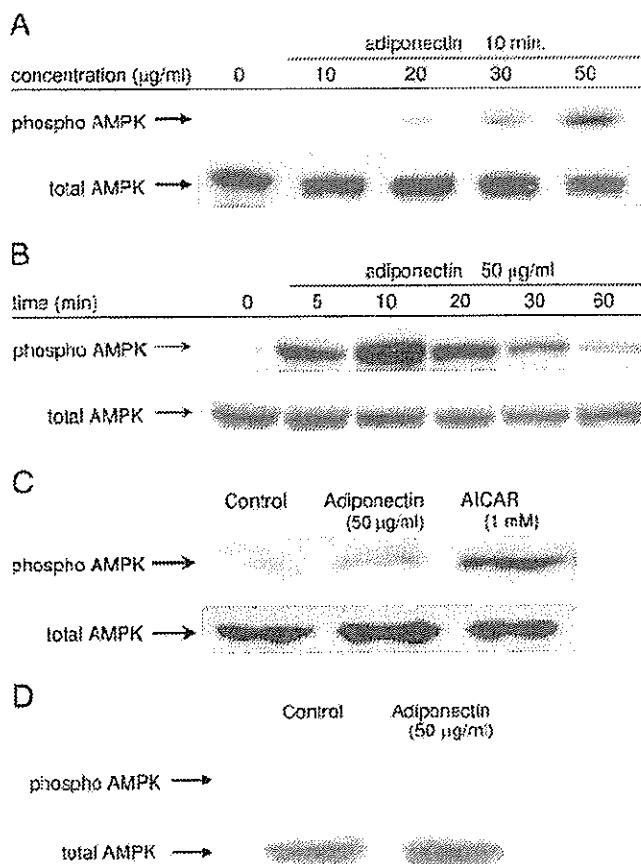 A
adiponectin 10 min.
concentration (µg/ml) 0 10 20 30 50
phospho AMPK
total AMPK
B
adiponectin 50 µg/ml
time (min) 0 5 10 20 30 60
phospho AMPK
total AMPK
C
Control Adiponectin AICAR
(50 µg/ml) (1 mM)
phospho AMPK
total AMPK
D
Control Adiponectin
(50 µg/ml)
phospho AMPK
total AMPK